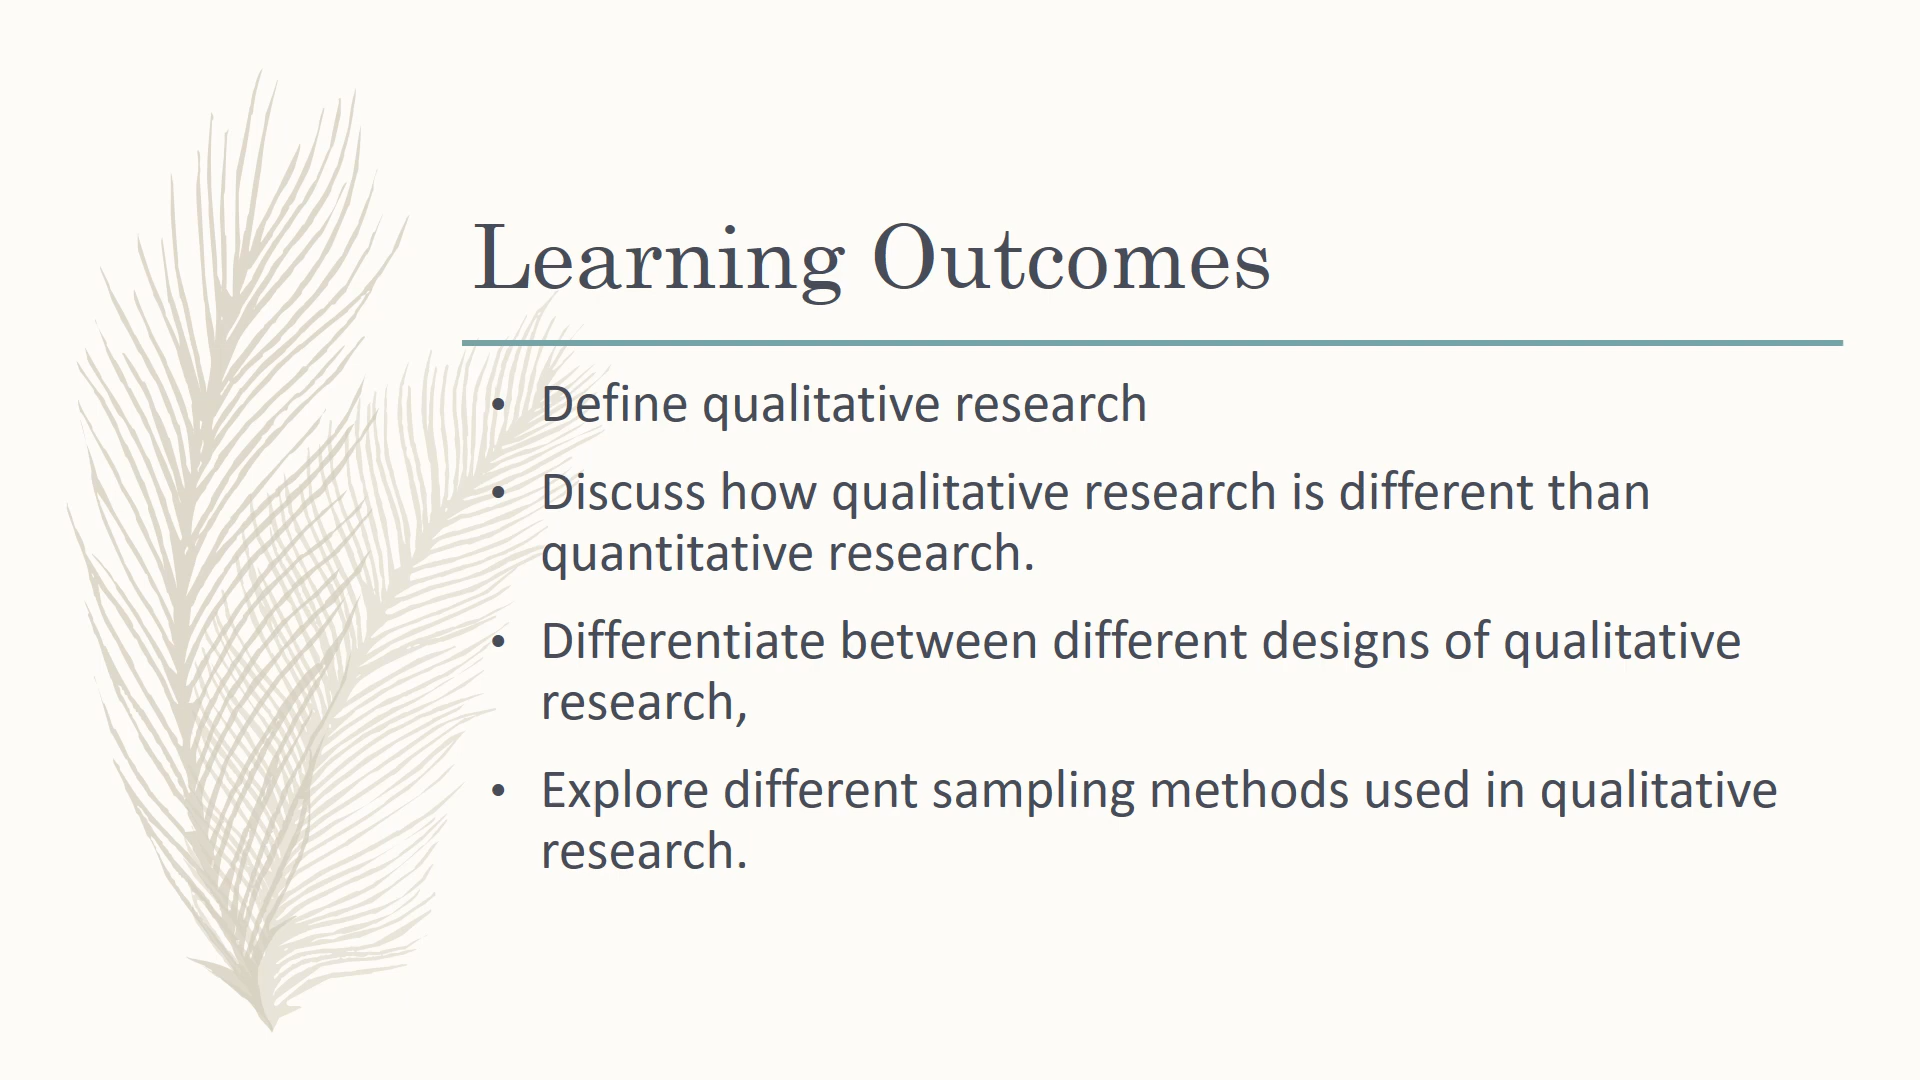 Learning Outcomes
• Define qualitative research
• Discuss how qualitative research is different than
quantitative research.
• Differentiate between different designs of qualitative
research,
• Explore different sampling methods used in qualitative
research.